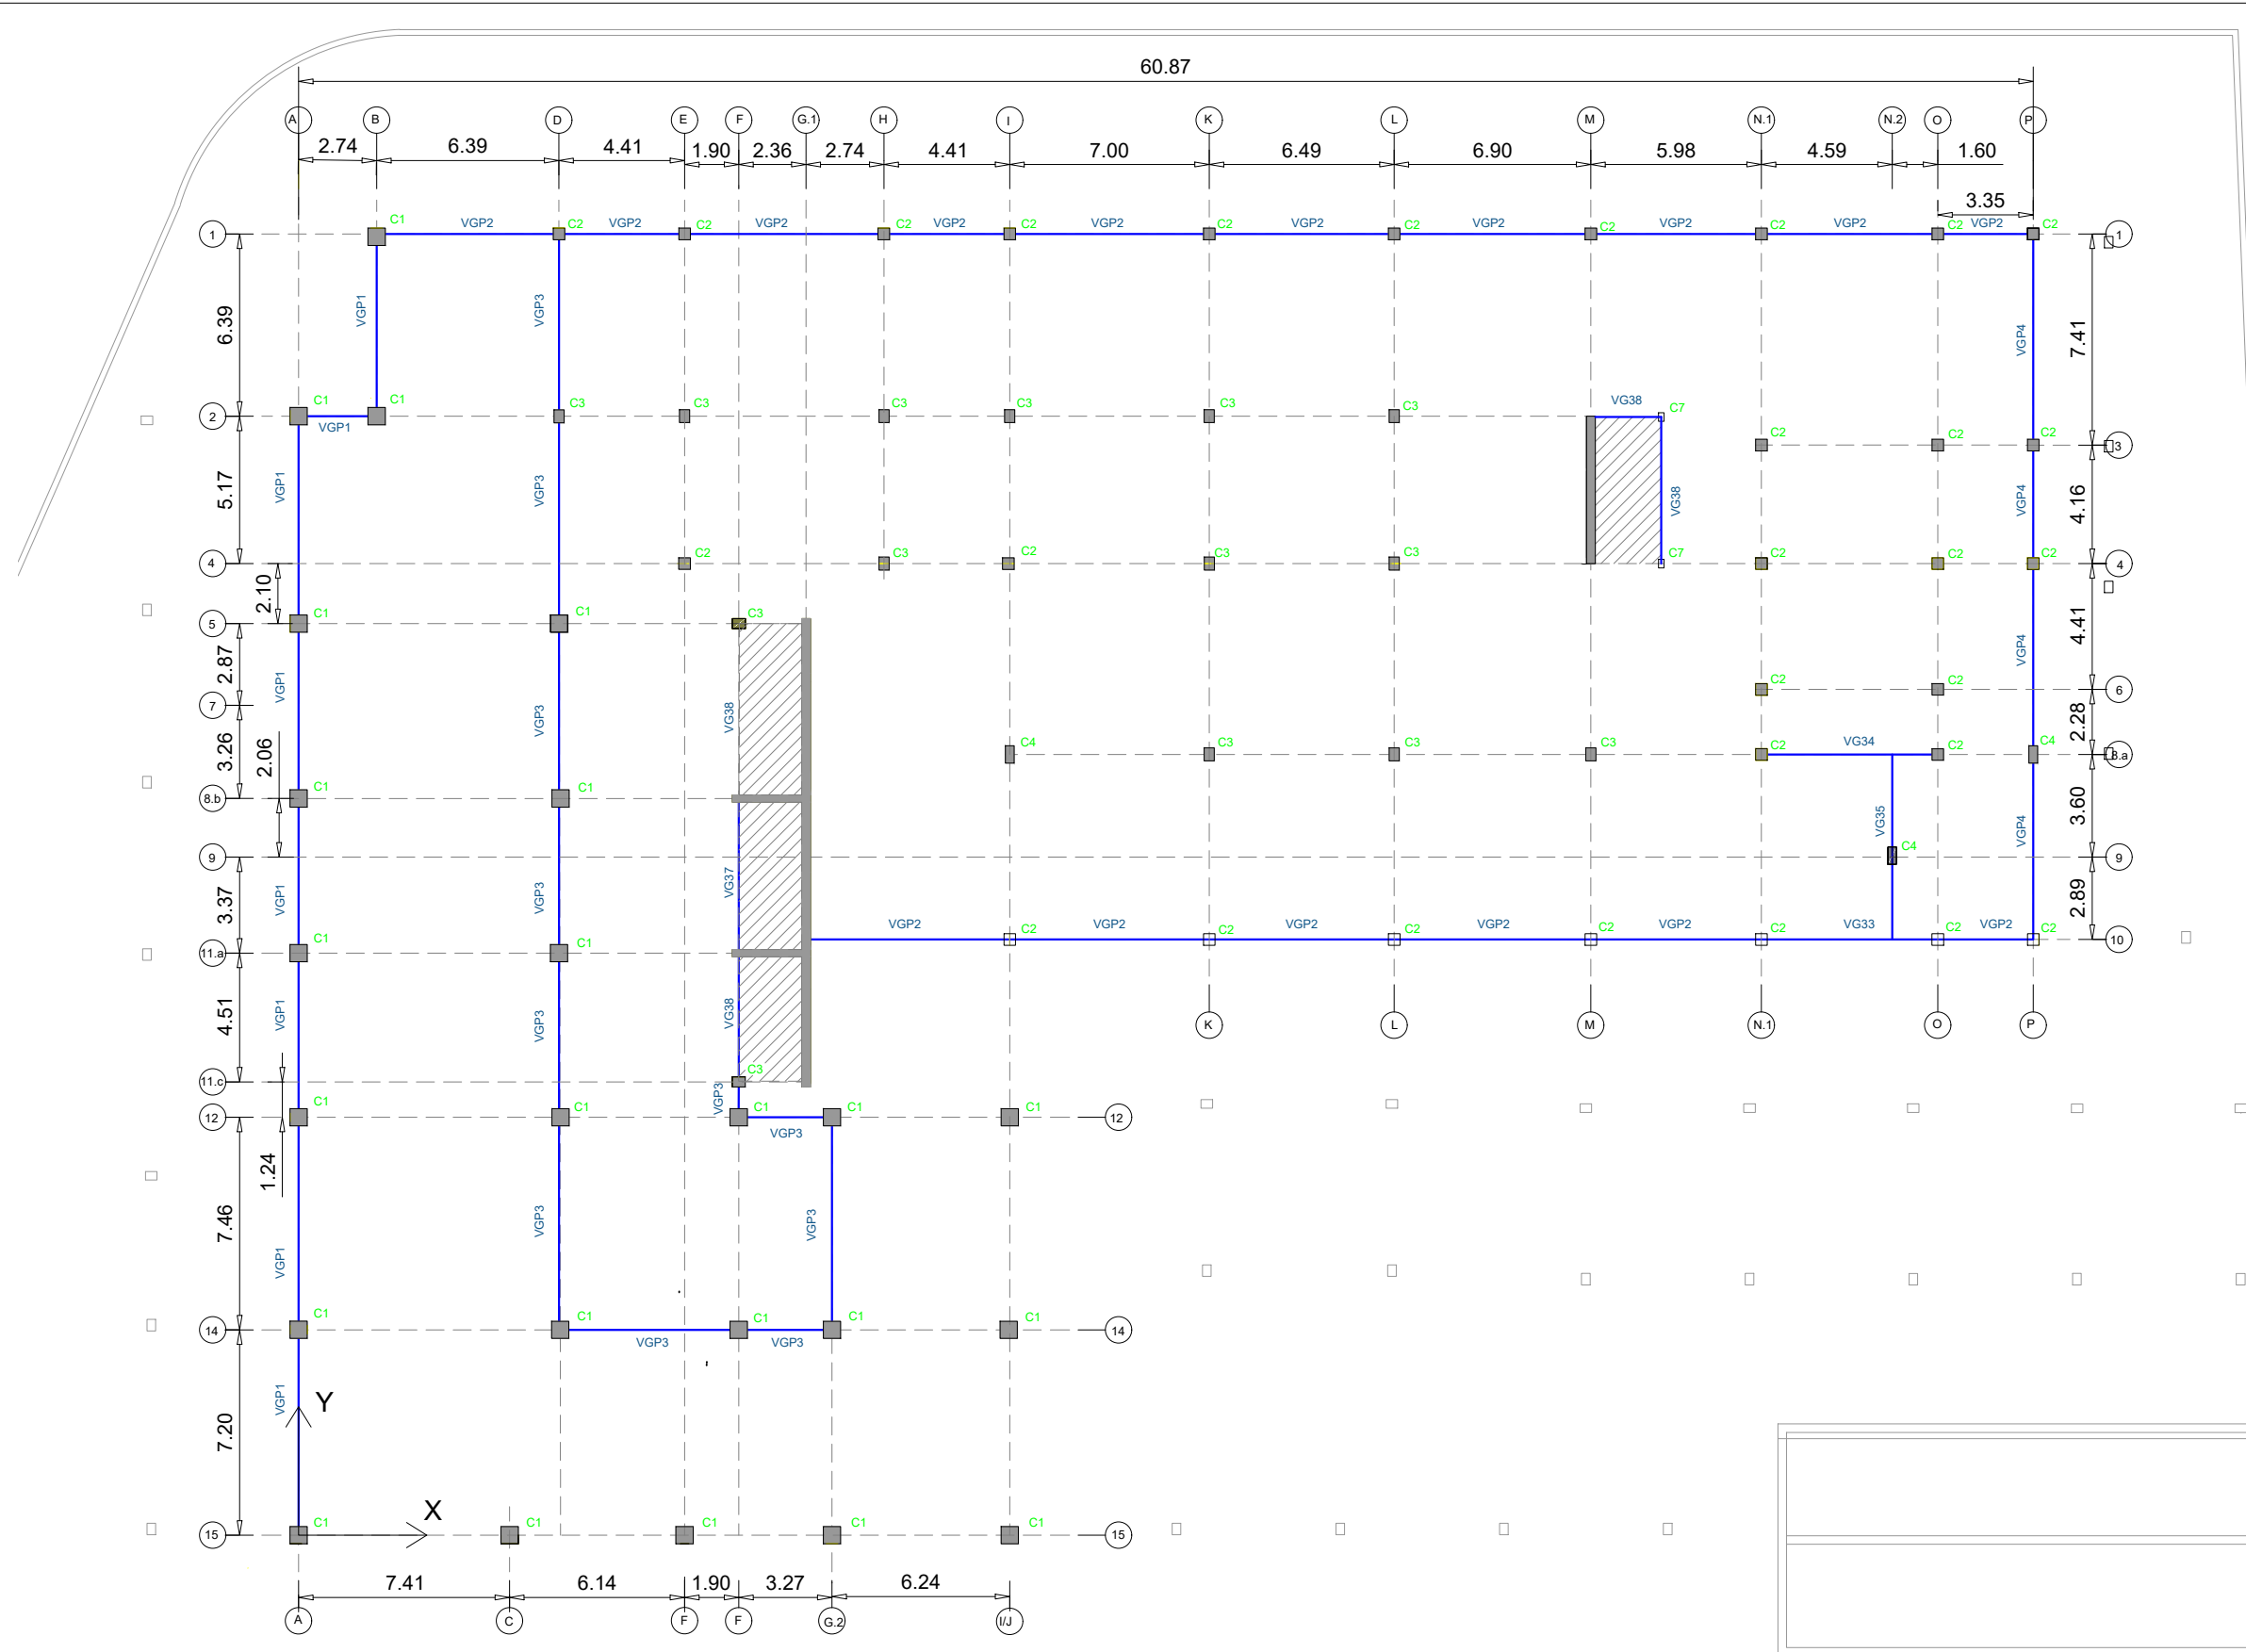 60.87
A B D E F G.1 H I K L M N.1 N.2 O P
2.74 6.39 4.41 1.90 2.36 2.74 4.41 7.00 6.49 6.90 5.98 4.59 1.60
3.35
C1 VGP2 C2 VGP2 C2 VGP2 C2 VGP2 C2 VGP2 C2 VGP2 C2 VGP2 C2 VGP2 C2 VGP2 C2 VGP2 C2
1 1
6.39 VGP1 VGP3 VGP4 7.41
C1 C1 C3 C3 C3 C3 C3 C3 VG38 C7
2 VGP1
C2 C2 C2 3
5.17 VGP1 VGP3 VG38 VGP4 4.16
C2 C3 C2 C3 C3 C7 C2 C2 C2
4 4
2.10
C1 C1 C3
5
2.87 VGP1 VGP3 VG38 VGP4 4.41
C2 C2 6
7
3.26 2.06 2.28
C4 C3 C3 C3 C2 VG34 C2 C4 8.a
C1 C1
8.b
VG35 VGP4 3.60
C4
9 9
3.37 VGP1 VGP3 VG37 2.89
VGP2 VGP2 VGP2 VGP2 VGP2 VG33 VGP2
C2 C2 C2 C2 C2 C2 C2 10
C1 C1
11.a
4.51 VGP1 VGP3 VG38
K L M N.1 O P
C3
11.c
VGP3
C1 C1 C1 C1 C1
12 VGP3 12
1.24
7.46 VGP1 VGP3 VGP3
C1 C1 C1 C1 C1
14 VGP3 VGP3 14
7.20 VGP1 Y
X
C1 C1 C1 C1 C1
15 15
7.41 6.14 1.90 3.27 6.24
A C F F G.2 I/J